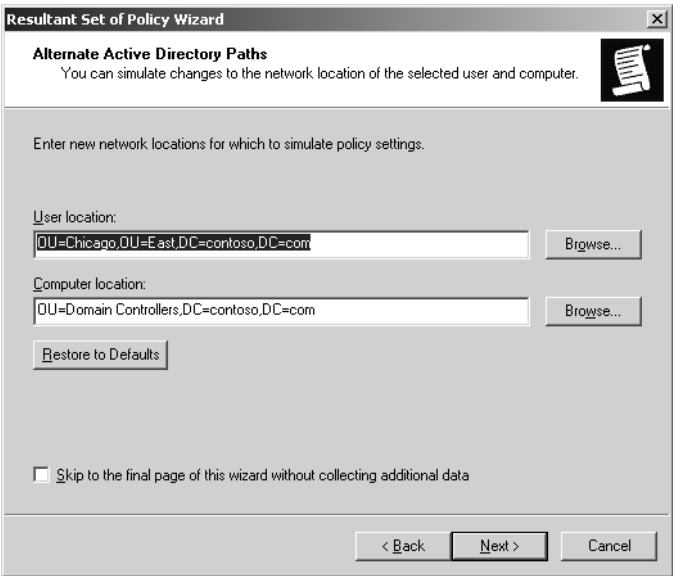 Resultant Set of Policy Wizard
Alternate Active Directory Paths
You can simulate changes to the network location of the selected user and computer.
Enter new network locations for which to simulate policy settings.
User location:
OU=Chicago,OU=East,DC=contoso,DC=com
Browse...
Computer location:
OU=Domain Controllers,DC=contoso,DC=com
Browse...
Restore to Defaults
Skip to the final page of this wizard without collecting additional data
< Back
Next >
Cancel